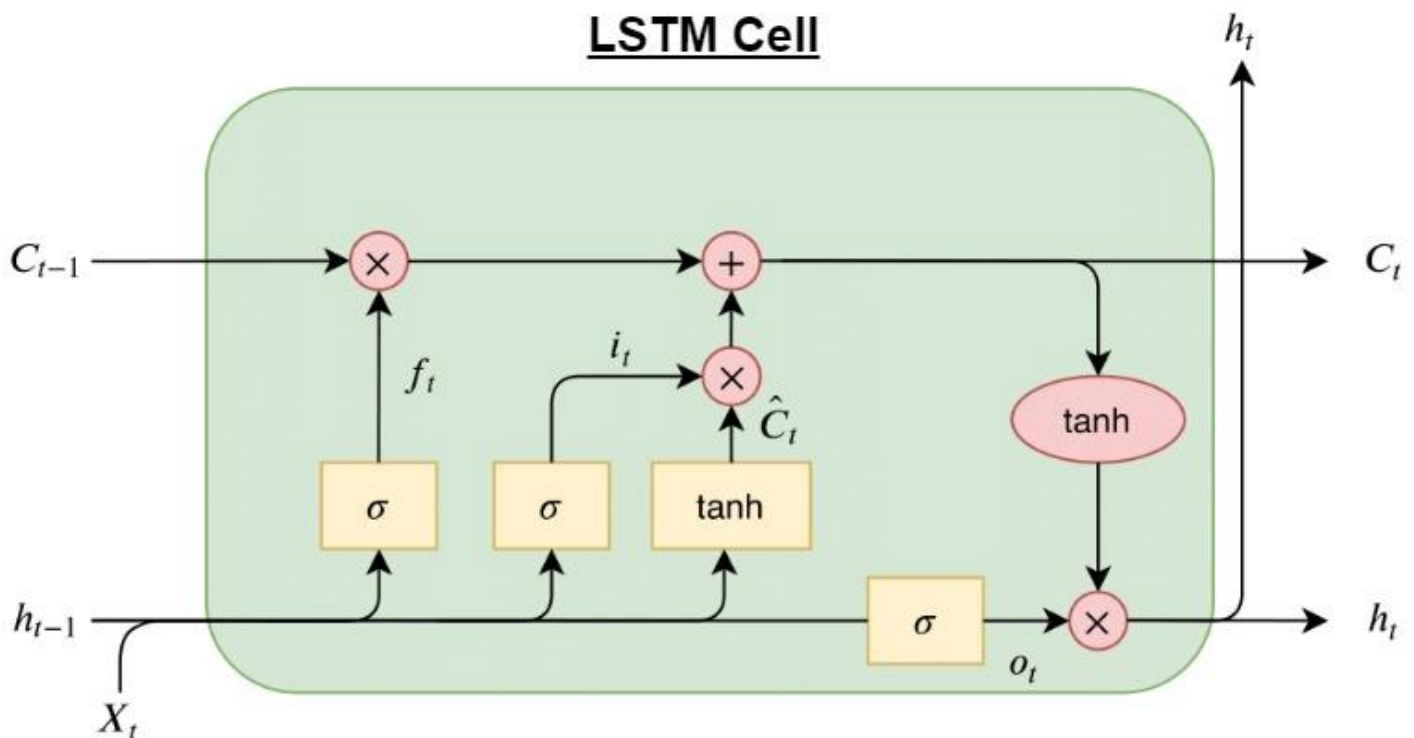 LSTM Cell
h_t
C_{t-1}
×
+
C_t
i_t
×
f_t
Ĉ_t
tanh
σ
σ
tanh
h_{t-1}
σ
×
h_t
o_t
X_t